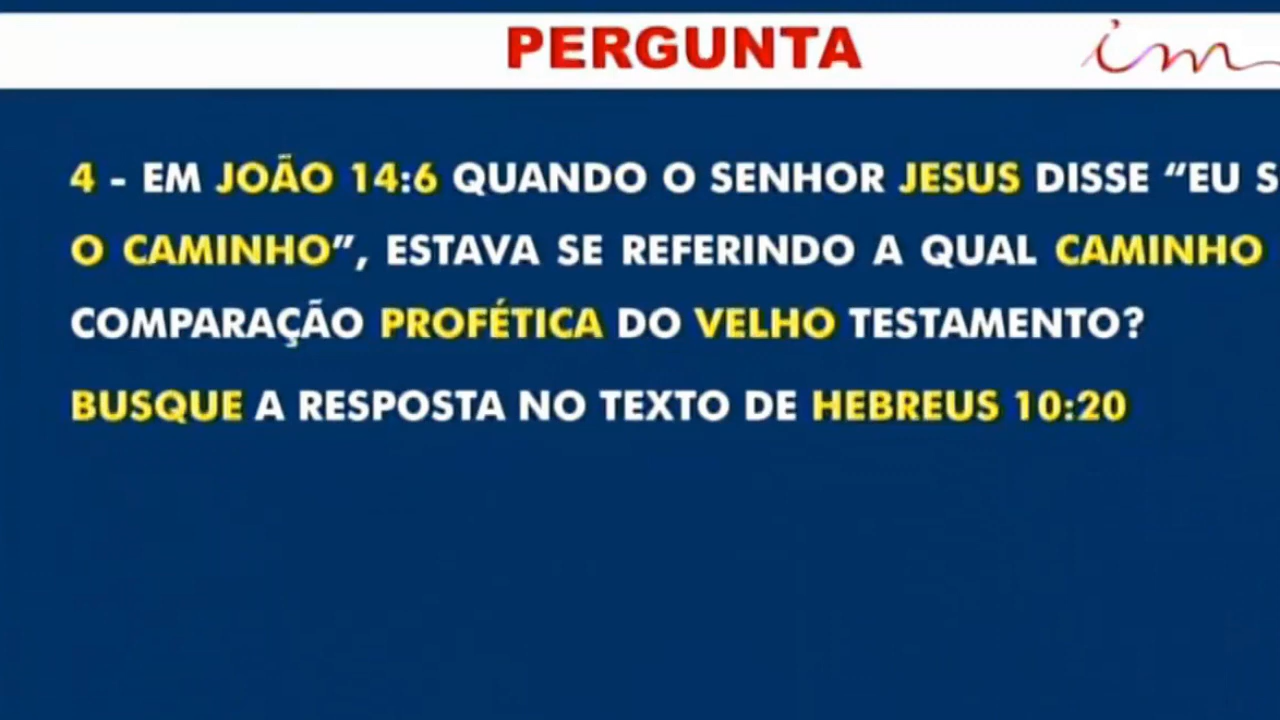 PERGUNTA
im
4 - EM JOÃO 14:6 QUANDO O SENHOR JESUS DISSE “EU S
O CAMINHO”, ESTAVA SE REFERINDO A QUAL CAMINHO
COMPARAÇÃO PROFÉTICA DO VELHO TESTAMENTO?
BUSQUE A RESPOSTA NO TEXTO DE HEBREUS 10:20